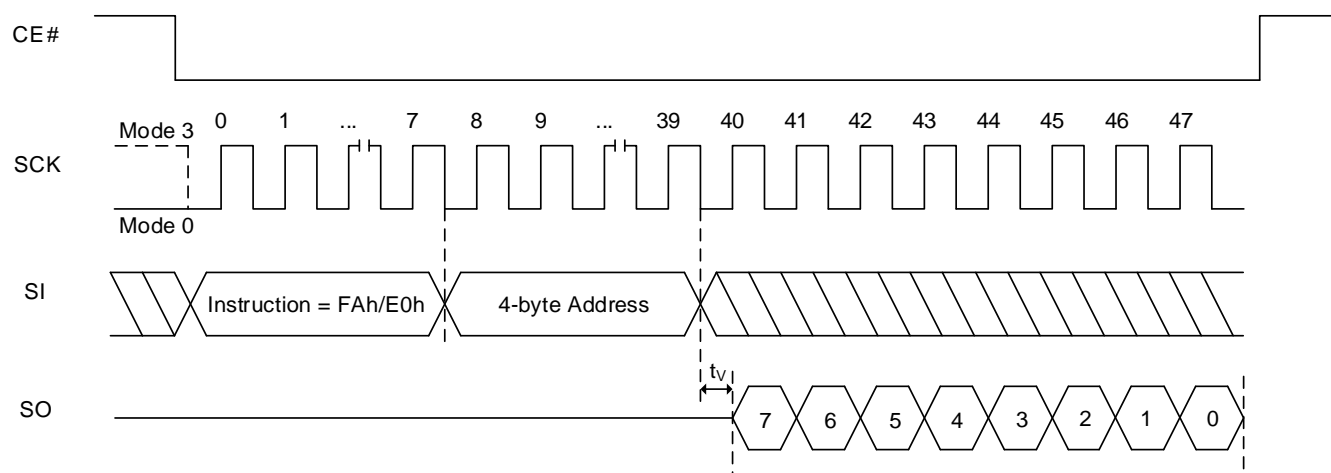 CE#
Mode 3
0 1 ... 7 8 9 ... 39 40 41 42 43 44 45 46 47
SCK
Mode 0
SI
Instruction = FAh/E0h
4-byte Address
tV
SO
7 6 5 4 3 2 1 0